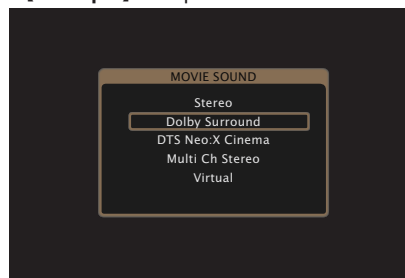 MOVIE SOUND
Stereo
Dolby Surround
DTS Neo:X Cinema
Multi Ch Stereo
Virtual